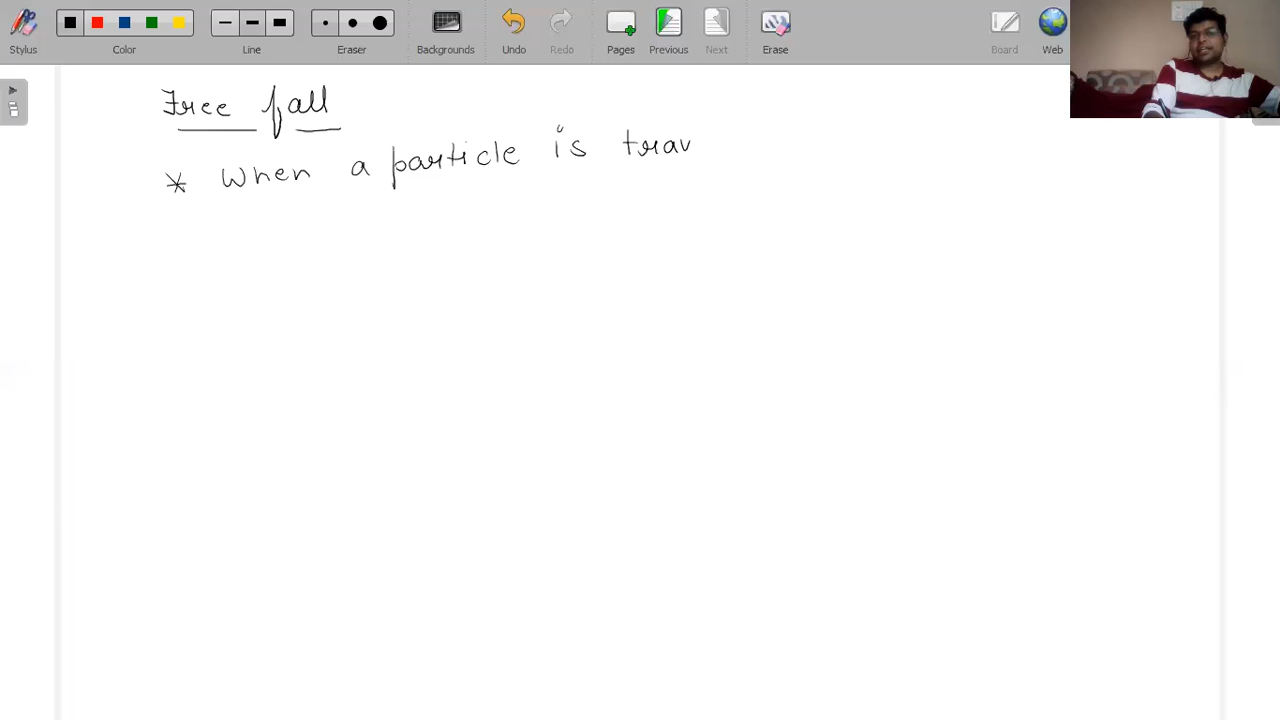 Stylus Color Line Eraser Backgrounds Undo Redo Pages Previous Next Erase Board Web
Free fall
* When a particle is trav